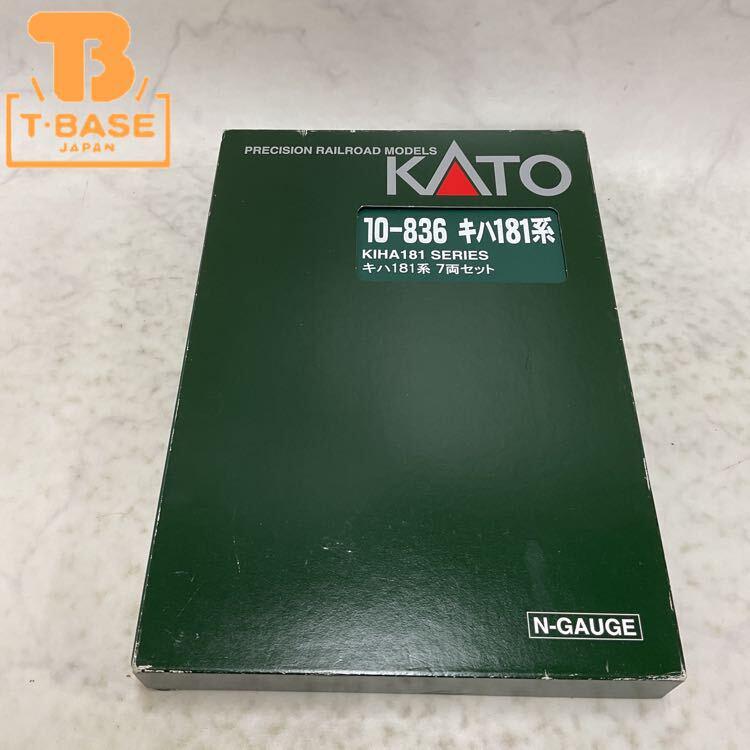 TB
T-BASE
JAPAN
PRECISION RAILROAD MODELS
KATO
10-836 キハ181系
KIHA181 SERIES
キハ181系 7両セット
N-GAUGE